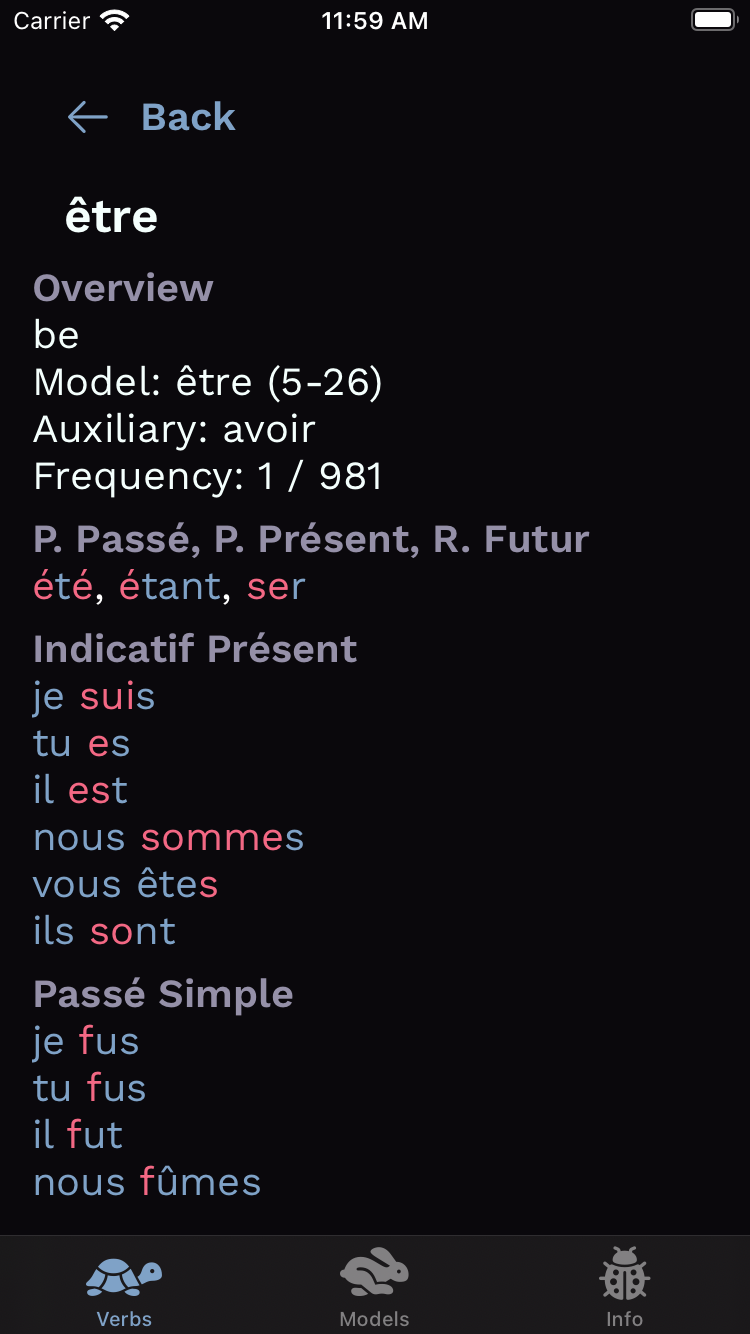 Carrier 11:59 AM
Back
être
Overview
be
Model: être (5-26)
Auxiliary: avoir
Frequency: 1 / 981
P. Passé, P. Présent, R. Futur
été, étant, ser
Indicatif Présent
je suis
tu es
il est
nous sommes
vous êtes
ils sont
Passé Simple
je fus
tu fus
il fut
nous fûmes
Verbs Models Info